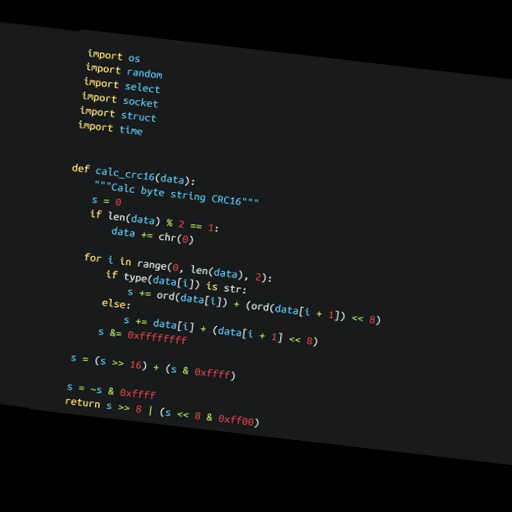 import os
import random
import select
import socket
import struct
import time
def calc_crc16(data):
"""Calc byte string CRC16"""
s = 0
if len(data) % 2 == 1:
data += chr(0)
for i in range(0, len(data), 2):
if type(data[i]) is str:
s += ord(data[i]) + (ord(data[i + 1]) << 8)
else:
s += data[i] + (data[i + 1] << 8)
s &= 0xffffffff
s = (s >> 16) + (s & 0xffff)
s = ~s & 0xffff
return s >> 8 | (s << 8 & 0xff00)